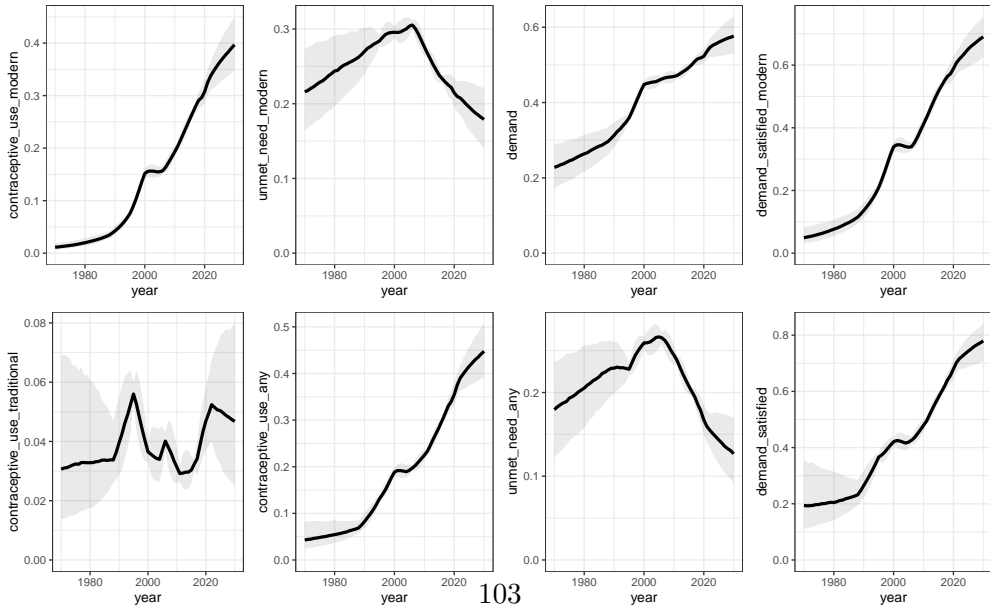 contraceptive_use_modern
0.4
0.3
0.2
0.1
0.0
1980 2000 2020
year
unmet_need_modern
0.3
0.2
0.1
0.0
1980 2000 2020
year
demand
0.6
0.4
0.2
0.0
1980 2000 2020
year
demand_satisfied_modern
0.6
0.4
0.2
0.0
1980 2000 2020
year
contraceptive_use_traditional
0.08
0.06
0.04
0.02
0.00
1980 2000 2020
year
contraceptive_use_any
0.5
0.4
0.3
0.2
0.1
0.0
1980 2000 2020
year
unmet_need_any
0.2
0.1
0.0
1980 2000 2020
year
demand_satisfied
0.8
0.6
0.4
0.2
0.0
1980 2000 2020
year
103